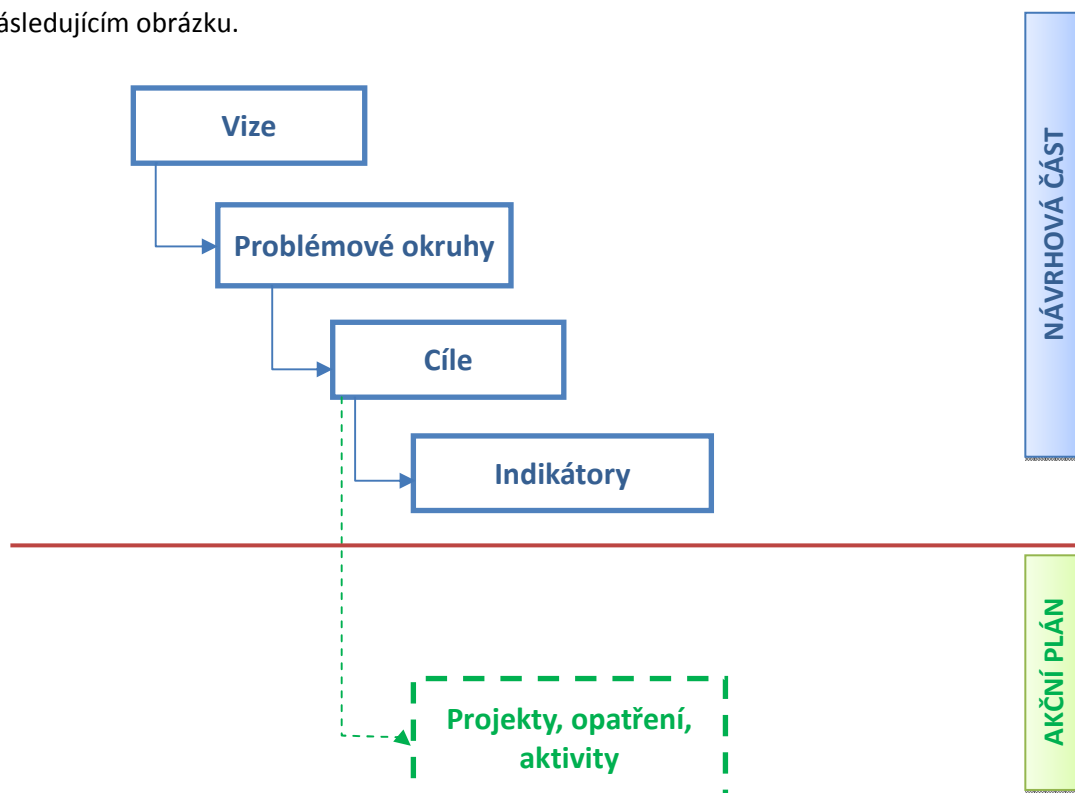 ásledujícím obrázku.
Vize
Problémové okruhy
Cíle
Indikátory
NÁVRHOVÁ ČÁST
Projekty, opatření,
aktivity
AKČNÍ PLÁN